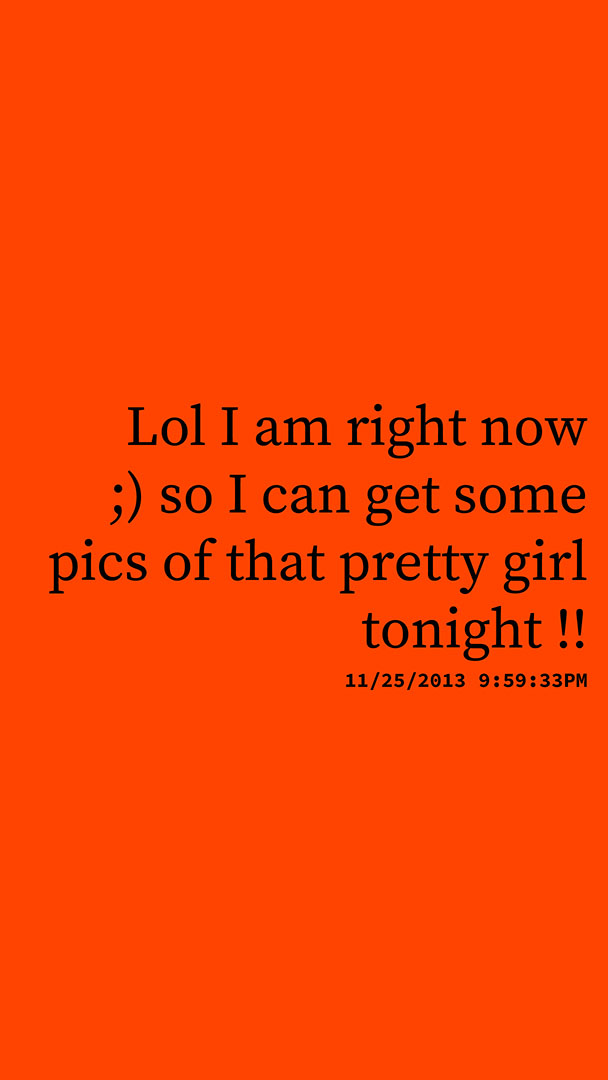 Lol I am right now
;) so I can get some
pics of that pretty girl
tonight !!
11/25/2013 9:59:33PM